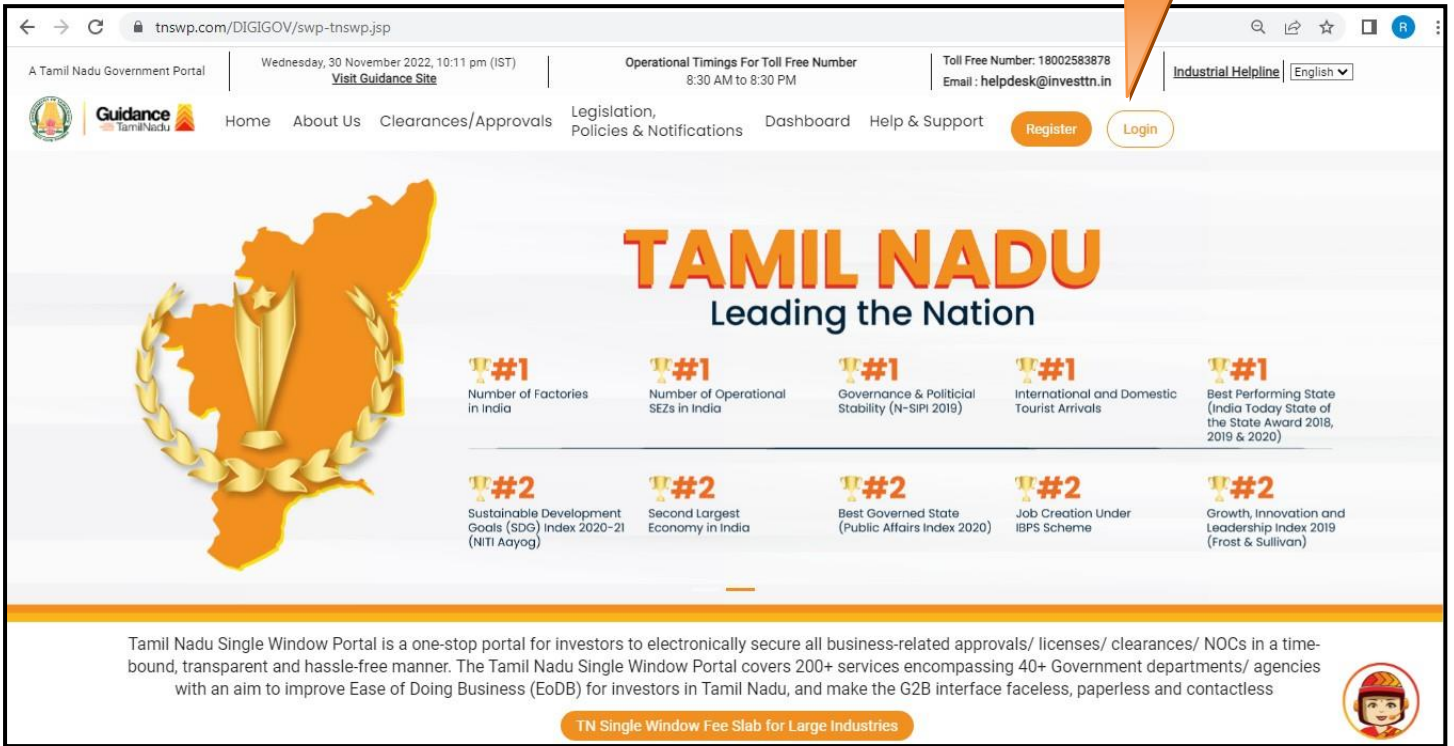 tnswp.com/DIGIGOV/swp-tnswp.jsp
R
A Tamil Nadu Government Portal
Wednesday, 30 November 2022, 10:11 pm (IST)
Visit Guidance Site
Operational Timings For Toll Free Number
8:30 AM to 8:30 PM
Toll Free Number: 18002583878
Email : helpdesk@investtn.in
Industrial Helpline
English
Guidance
TamilNadu
Home
About Us
Clearances/Approvals
Legislation,
Policies & Notifications
Dashboard
Help & Support
Register
Login
TAMIL NADU
Leading the Nation
#1
Number of Factories
in India
#1
Number of Operational
SEZs in India
#1
Governance & Politicial
Stability (N-SIPI 2019)
#1
International and Domestic
Tourist Arrivals
#1
Best Performing State
(India Today State of
the State Award 2018,
2019 & 2020)
#2
Sustainable Development
Goals (SDG) Index 2020-21
(NITI Aayog)
#2
Second Largest
Economy in India
#2
Best Governed State
(Public Affairs Index 2020)
#2
Job Creation Under
IBPS Scheme
#2
Growth, Innovation and
Leadership Index 2019
(Frost & Sullivan)
Tamil Nadu Single Window Portal is a one-stop portal for investors to electronically secure all business-related approvals/ licenses/ clearances/ NOCs in a time-
bound, transparent and hassle-free manner. The Tamil Nadu Single Window Portal covers 200+ services encompassing 40+ Government departments/ agencies
with an aim to improve Ease of Doing Business (EoDB) for investors in Tamil Nadu, and make the G2B interface faceless, paperless and contactless
TN Single Window Fee Slab for Large Industries